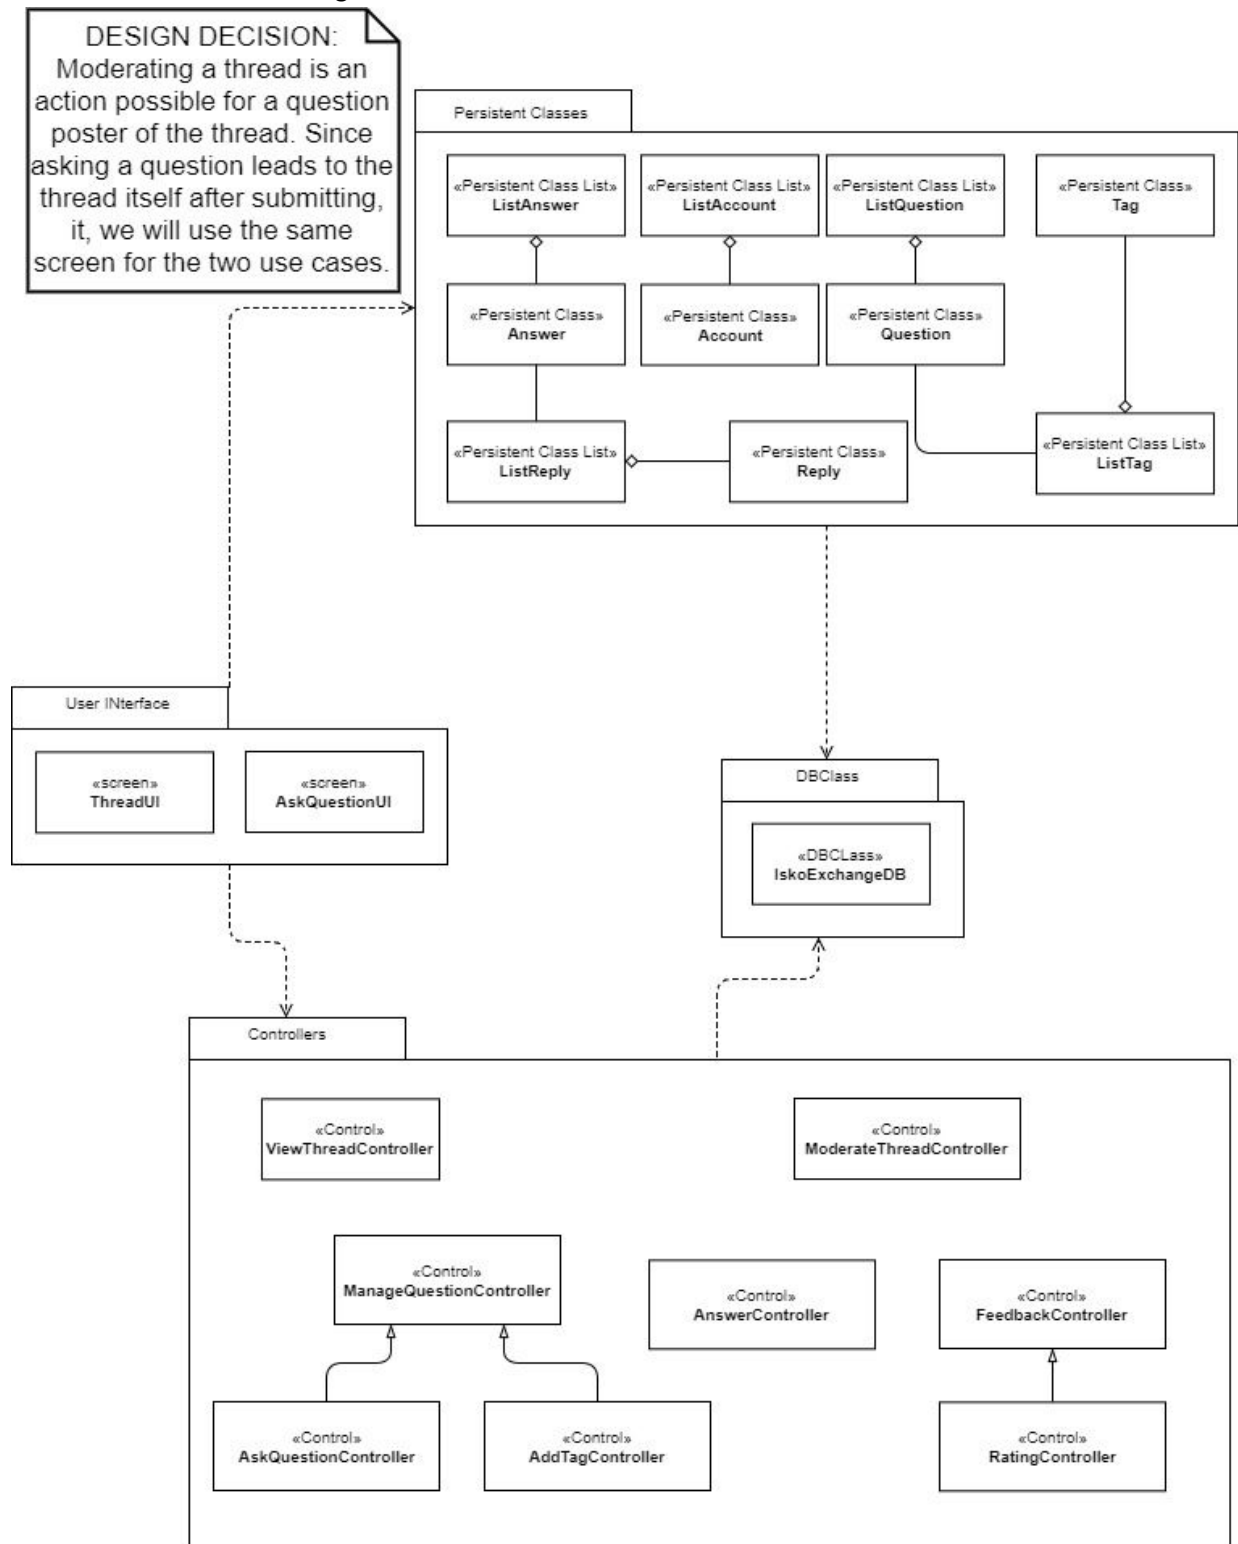 DESIGN DECISION:
Moderating a thread is an
action possible for a question
poster of the thread. Since
asking a question leads to the
thread itself after submitting,
it, we will use the same
screen for the two use cases.
Persistent Classes
«Persistent Class List»
ListAnswer
«Persistent Class List»
ListAccount
«Persistent Class List»
ListQuestion
«Persistent Class»
Tag
«Persistent Class»
Answer
«Persistent Class»
Account
«Persistent Class»
Question
«Persistent Class List»
ListReply
«Persistent Class»
Reply
«Persistent Class List»
ListTag
User INterface
«screen»
ThreadUI
«screen»
AskQuestionUI
DBClass
«DBCLass»
IskoExchangeDB
Controllers
«Control»
ViewThreadController
«Control»
ModerateThreadController
«Control»
ManageQuestionController
«Control»
AnswerController
«Control»
FeedbackController
«Control»
AskQuestionController
«Control»
AddTagController
«Control»
RatingController